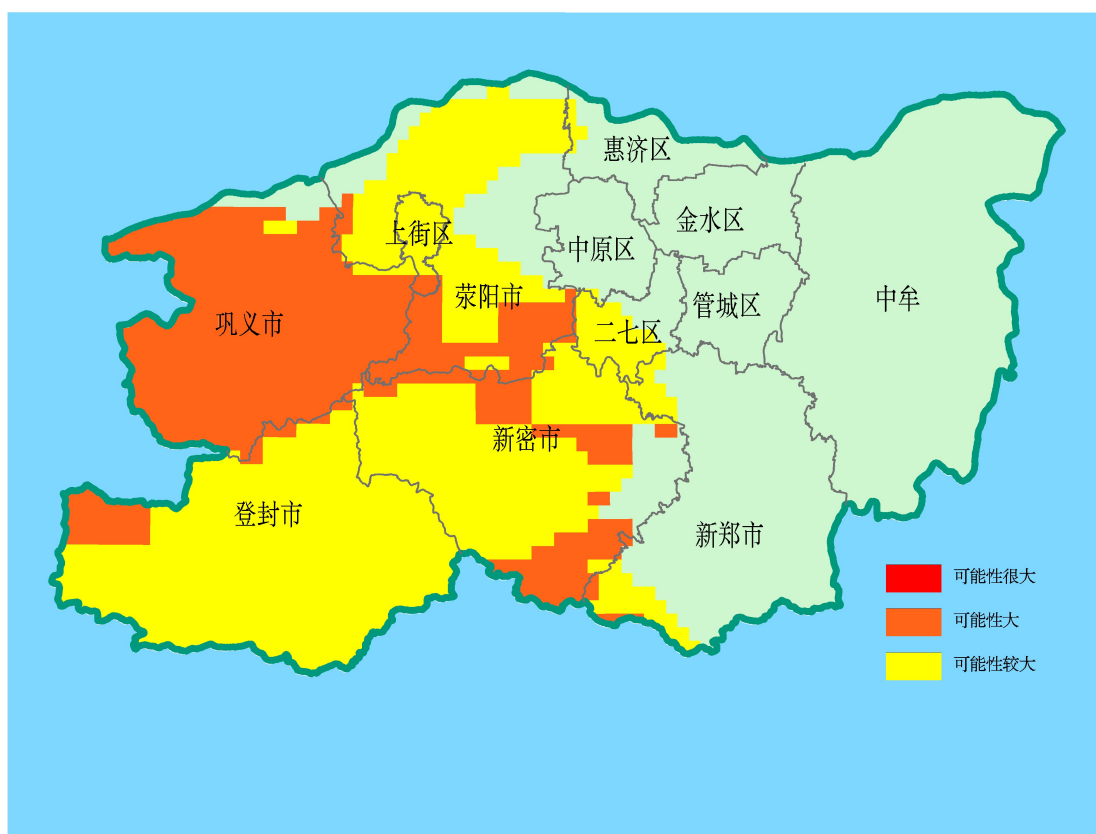 惠济区
金水区
上街区
中原区
荥阳市
管城区
中牟
巩义市
二七区
新密市
登封市
新郑市
可能性很大
可能性大
可能性较大